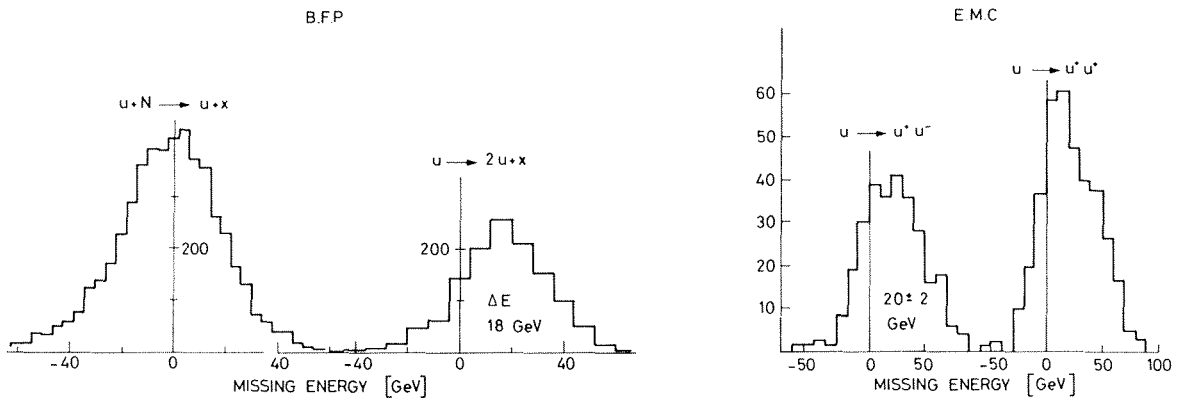 B.F.P
u+N → u+x
u → 2u+x
200
200
ΔE
18 GeV
-40 0 40 -40 0 40
MISSING ENERGY [GeV]
E.M.C
u → u⁺ u⁺
u → u⁺ u⁻
60
50
40
30
20
10
20± 2
GeV
-50 0 50 -50 0 50 100
MISSING ENERGY [GeV]